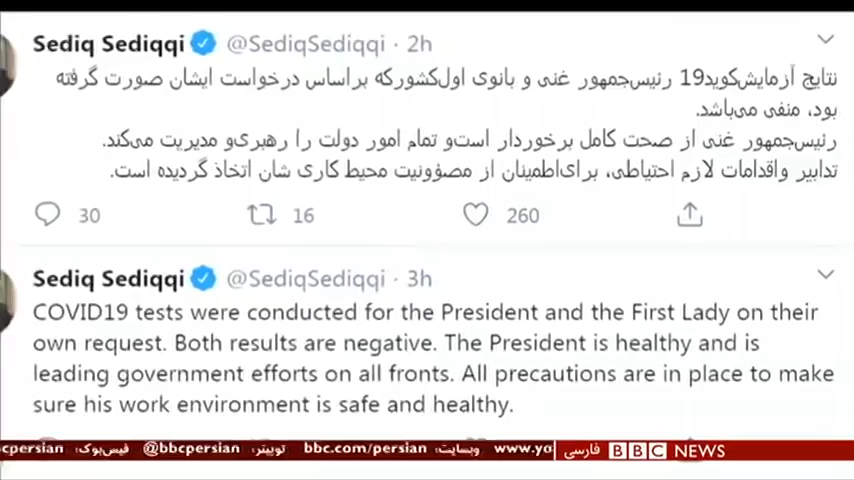 Sediq Sediqqi @SediqSediqqi · 2h
نتایج آزمایش‌کوید19 رئیس‌جمهور غنی و بانوی اول‌کشورکه براساس درخواست ایشان صورت گرفته
بود، منفی می‌باشد.
رئیس‌جمهور غنی از صحت کامل برخوردار است‌و تمام امور دولت را رهبری‌و مدیریت می‌کند.
تدابیر واقدامات لازم احتیاطی، برای‌اطمینان از مصؤونیت محیط کاری شان اتخاذ گردیده است.
30 16 260
Sediq Sediqqi @SediqSediqqi · 3h
COVID19 tests were conducted for the President and the First Lady on their
own request. Both results are negative. The President is healthy and is
leading government efforts on all fronts. All precautions are in place to make
sure his work environment is safe and healthy.
cpersian فیس‌بوک: @bbcpersian توییتر: bbc.com/persian وبسایت: www.yo فارسی BBC NEWS